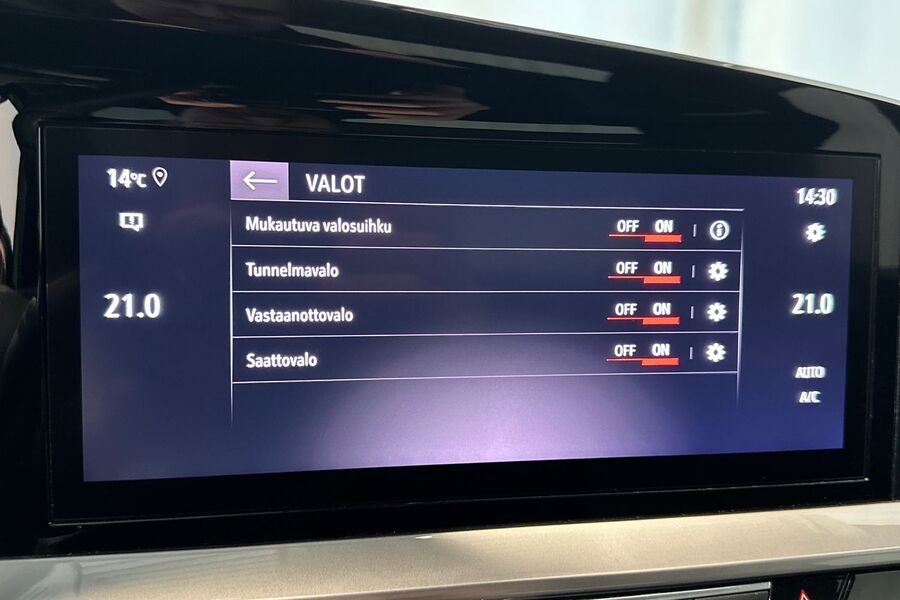 14°C
VALOT
14:30
Mukautuva valosuihku OFF ON
Tunnelmavalo OFF ON
21.0
21.0
Vastaanottovalo OFF ON
Saattovalo OFF ON
AUTO
A/C